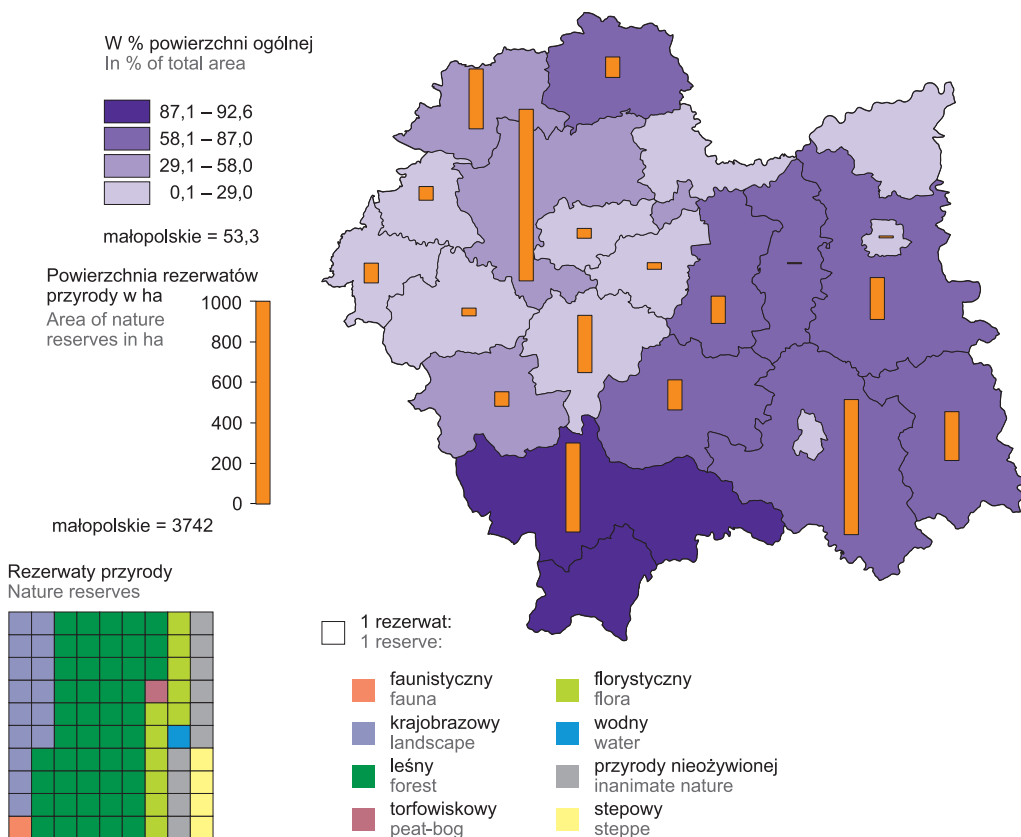 W % powierzchni ogólnej
In % of total area
87,1 – 92,6
58,1 – 87,0
29,1 – 58,0
0,1 – 29,0
małopolskie = 53,3
Powierzchnia rezerwatów
przyrody w ha
Area of nature
reserves in ha
1000
800
600
400
200
0
małopolskie = 3742
Rezerwaty przyrody
Nature reserves
1 rezerwat:
1 reserve:
faunistyczny
fauna
krajobrazowy
landscape
leśny
forest
torfowiskowy
peat-bog
florystyczny
flora
wodny
water
przyrody nieożywionej
inanimate nature
stepowy
steppe